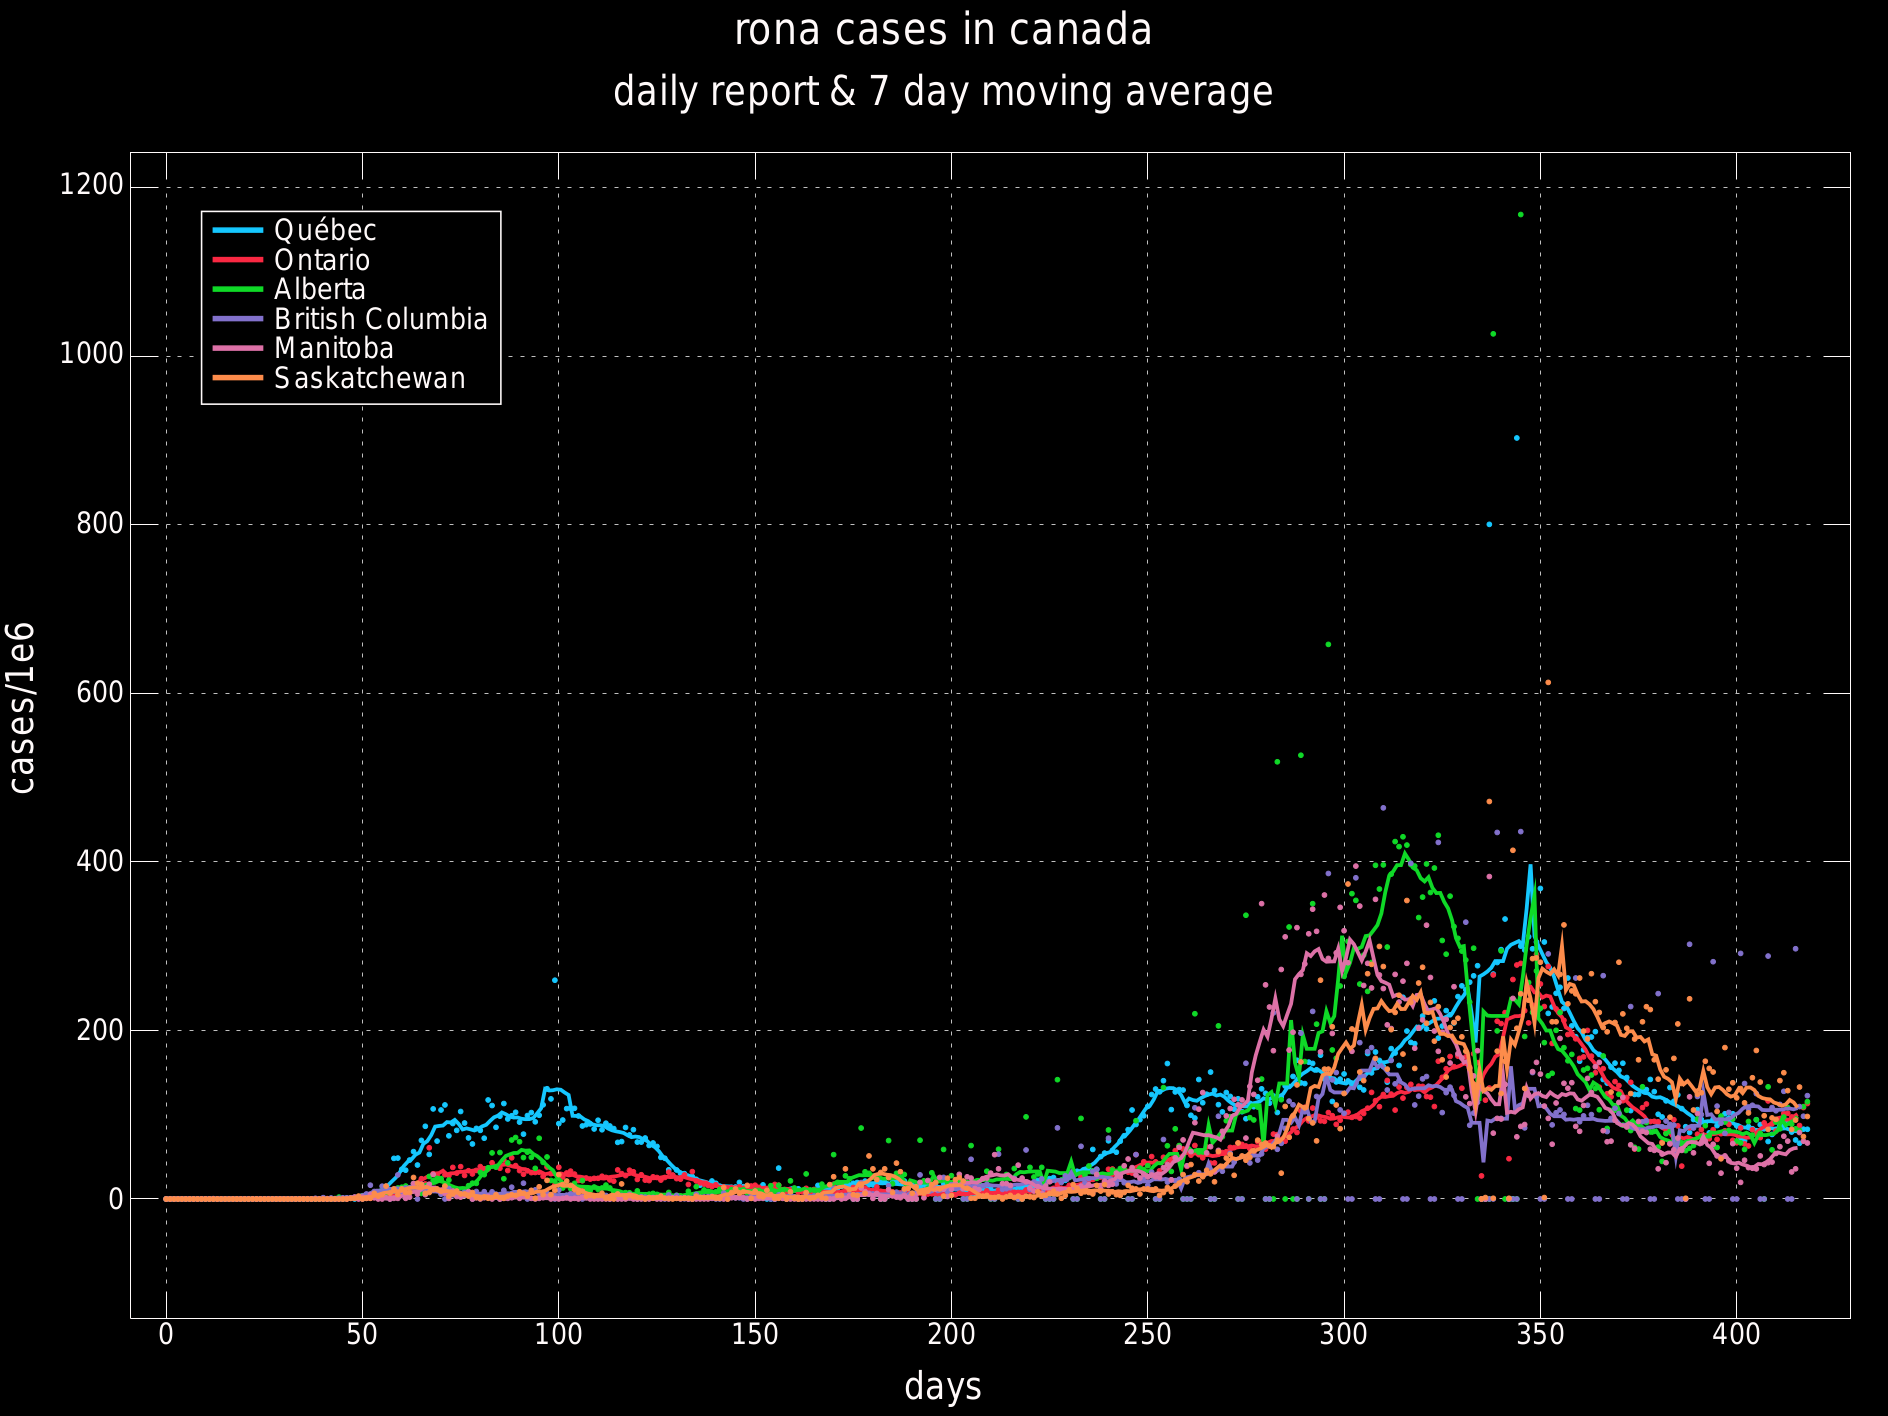 rona cases in canada
daily report & 7 day moving average
1200
1000
800
600
400
200
0
cases/1e6
Québec
Ontario
Alberta
British Columbia
Manitoba
Saskatchewan
0 50 100 150 200 250 300 350 400
days